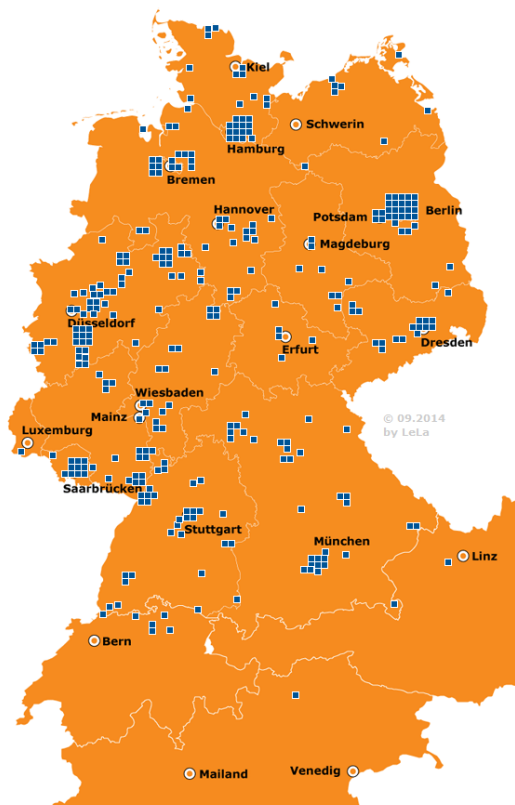 Kiel
Schwerin
Hamburg
Bremen
Hannover
Potsdam
Berlin
Magdeburg
Düsseldorf
Erfurt
Dresden
Wiesbaden
Mainz
Luxemburg
© 09.2014
by LeLa
Saarbrücken
Stuttgart
München
Linz
Bern
Mailand
Venedig